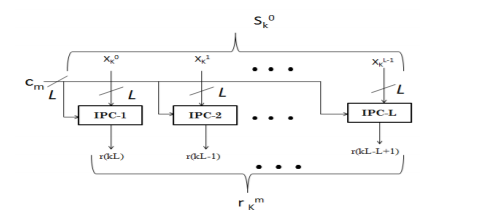 S_k^0
X_K^0 X_K^1 • • • X_K^{L-1}
c_m L L L L
IPC-1 IPC-2 • • • IPC-L
r(kL) r(kL-1) • • • r(kL-L+1)
r_K^m